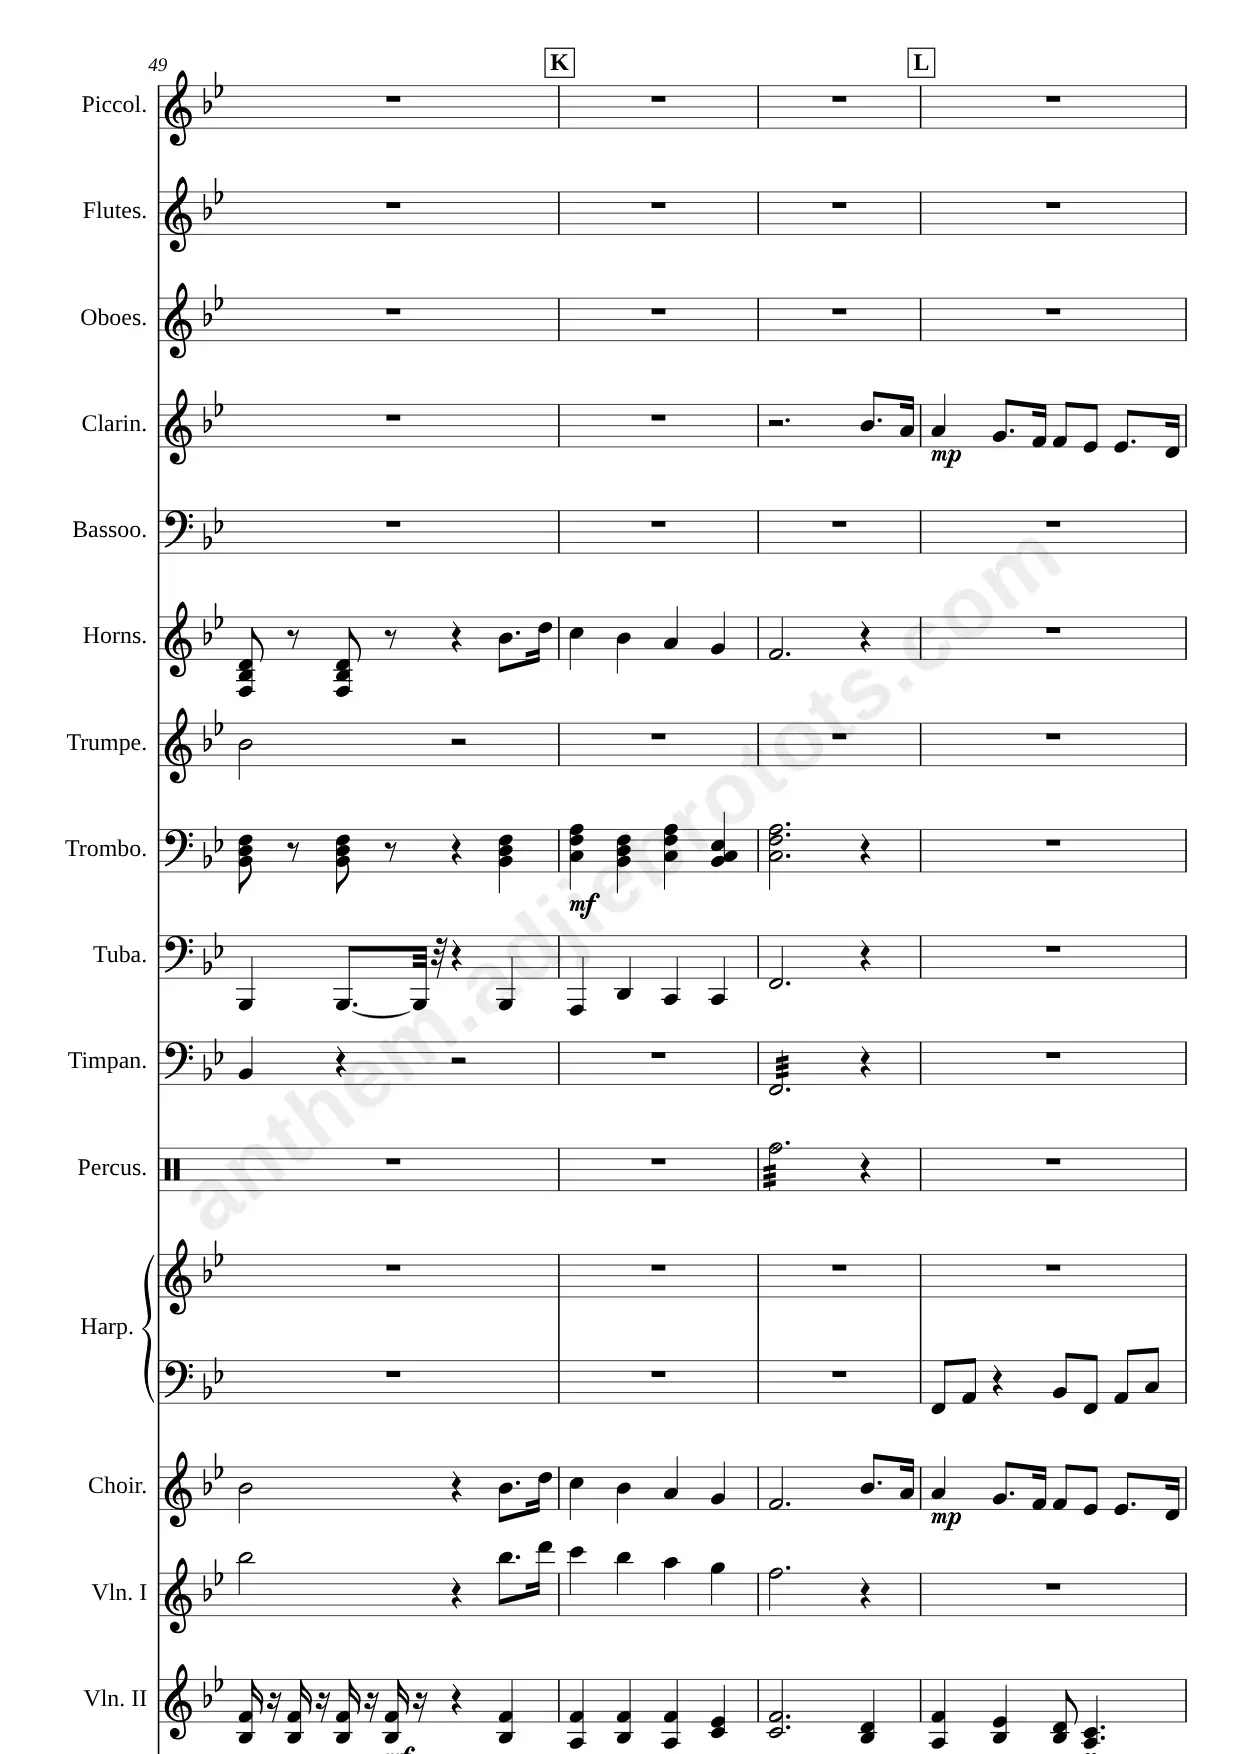 49
K
L
Piccol.
Flutes.
Oboes.
Clarin.
mp
Bassoo.
Horns.
Trumpe.
Trombo.
mf
Tuba.
Timpan.
Percus.
Harp.
Choir.
mp
Vln. I
Vln. II
mf
anthem.adjieprotots.com